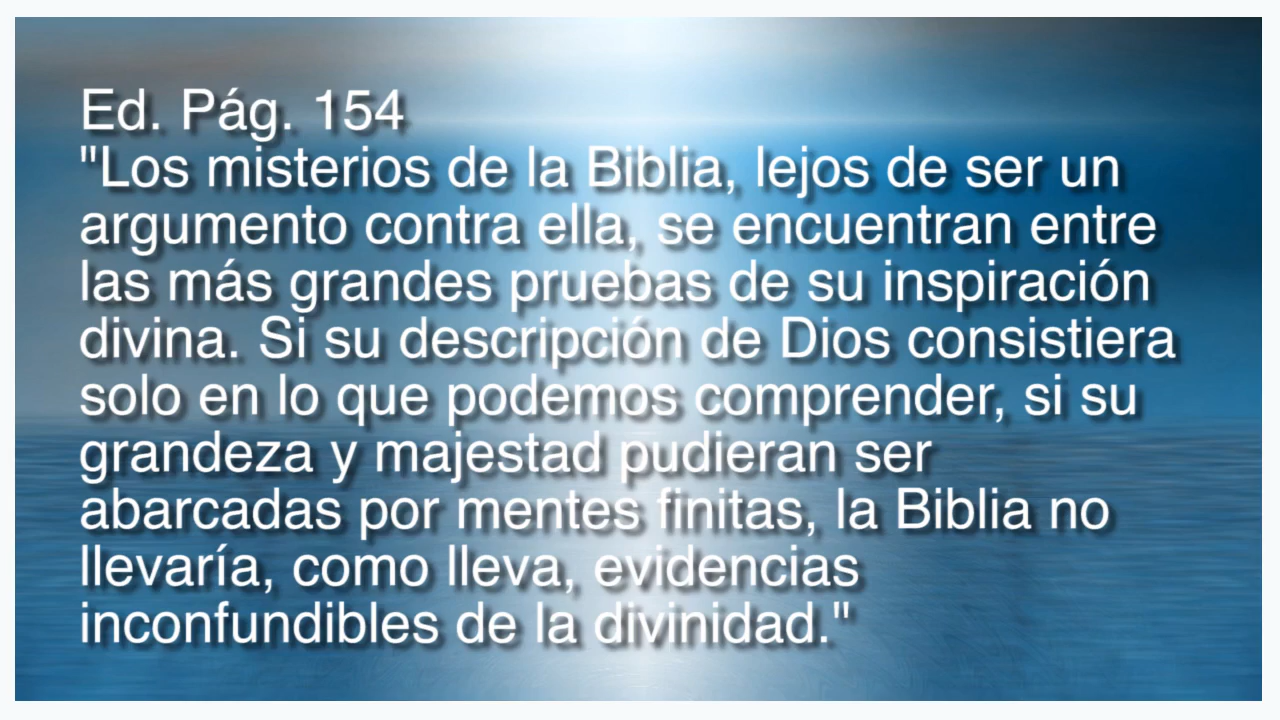 Ed. Pág. 154
"Los misterios de la Biblia, lejos de ser un
argumento contra ella, se encuentran entre
las más grandes pruebas de su inspiración
divina. Si su descripción de Dios consistiera
solo en lo que podemos comprender, si su
grandeza y majestad pudieran ser
abarcadas por mentes finitas, la Biblia no
llevaría, como lleva, evidencias
inconfundibles de la divinidad."